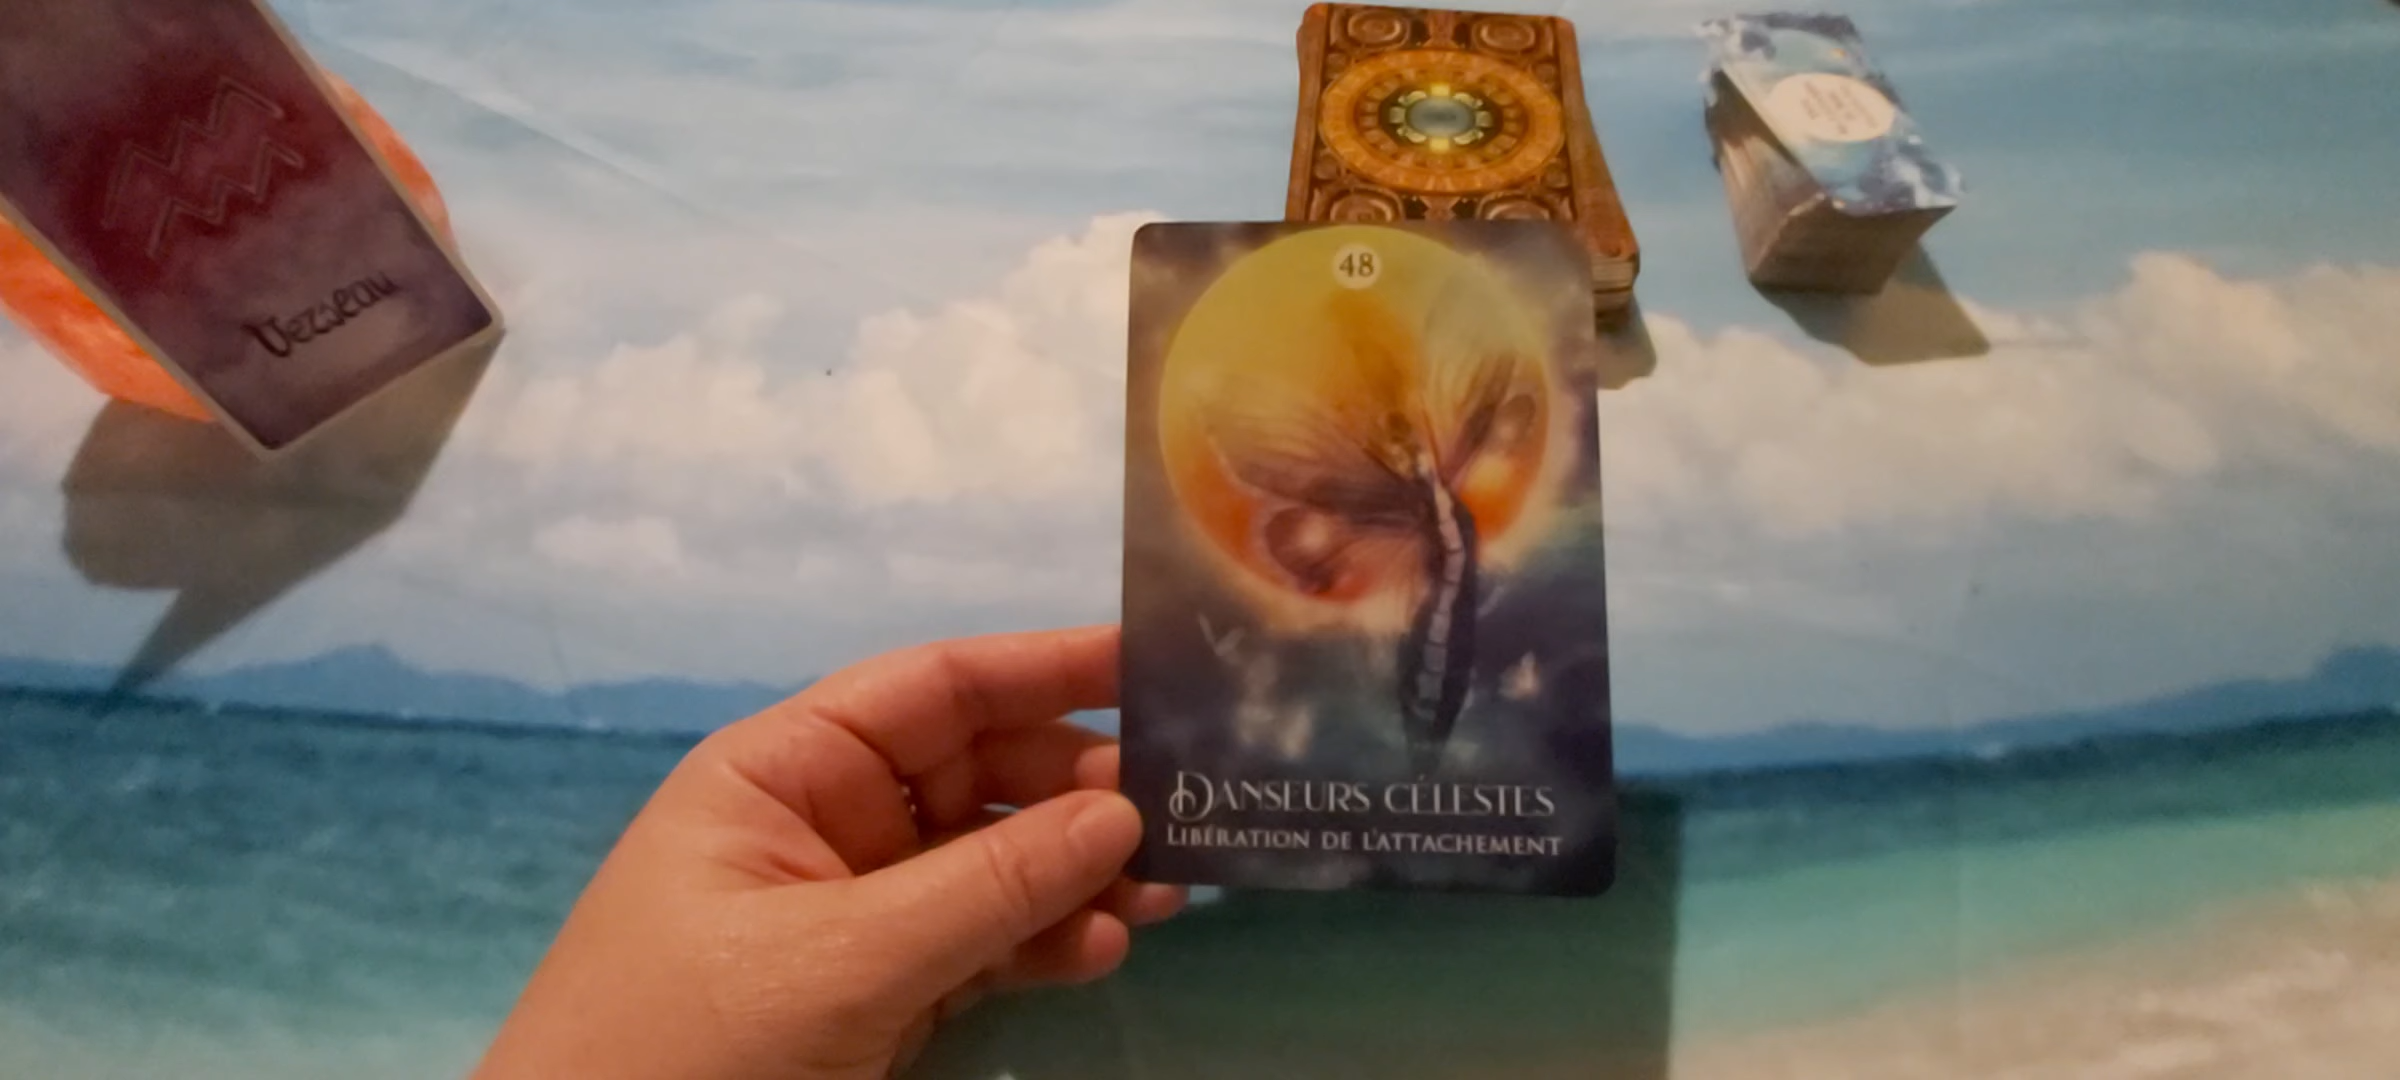 Verseau
48
DANSEURS CÉLESTES
LIBÉRATION DE L'ATTACHEMENT